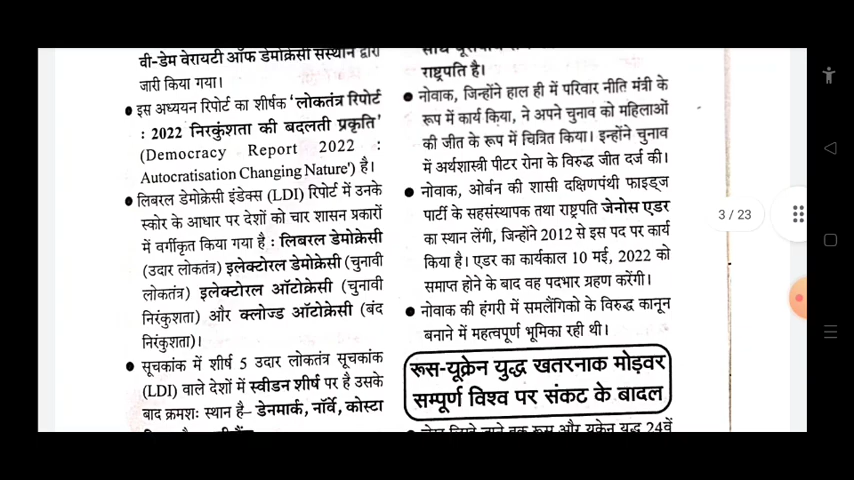 वी-डेम वेरायटी ऑफ डेमोक्रेसी संस्थान द्वारा
जारी किया गया।
• इस अध्ययन रिपोर्ट का शीर्षक 'लोकतंत्र रिपोर्ट
: 2022 निरकुंशता की बदलती प्रकृति'
(Democracy Report 2022 :
Autocratisation Changing Nature') है।
• लिबरल डेमोक्रेसी इंडेक्स (LDI) रिपोर्ट में उनके
स्कोर के आधार पर देशों को चार शासन प्रकारों
में वर्गीकृत किया गया है : लिबरल डेमोक्रेसी
(उदार लोकतंत्र) इलेक्टोरल डेमोक्रेसी (चुनावी
लोकतंत्र) इलेक्टोरल ऑटोक्रेसी (चुनावी
निरंकुशता) और क्लोज्ड ऑटोक्रेसी (बंद
निरंकुशता)।
• सूचकांक में शीर्ष 5 उदार लोकतंत्र सूचकांक
(LDI) वाले देशों में स्वीडन शीर्ष पर है उसके
बाद क्रमशः स्थान है– डेनमार्क, नॉर्वे, कोस्टा
राष्ट्रपति है।
• नोवाक, जिन्होंने हाल ही में परिवार नीति मंत्री के
रूप में कार्य किया, ने अपने चुनाव को महिलाओं
की जीत के रूप में चित्रित किया। इन्होंने चुनाव
में अर्थशास्त्री पीटर रोना के विरुद्ध जीत दर्ज की।
• नोवाक, ओर्बन की शासी दक्षिणपंथी फाइड्ज
पार्टी के सहसंस्थापक तथा राष्ट्रपति जेनोस एडर
का स्थान लेंगी, जिन्होंने 2012 से इस पद पर कार्य
किया है। एडर का कार्यकाल 10 मई, 2022 को
समाप्त होने के बाद वह पदभार ग्रहण करेंगी।
• नोवाक की हंगरी में समलैंगिको के विरुद्ध कानून
बनाने में महत्वपूर्ण भूमिका रही थी।
रूस-यूक्रेन युद्ध खतरनाक मोड़वर
सम्पूर्ण विश्व पर संकट के बादल
रूस और यूक्रेन युद्ध 24वें
3 / 23